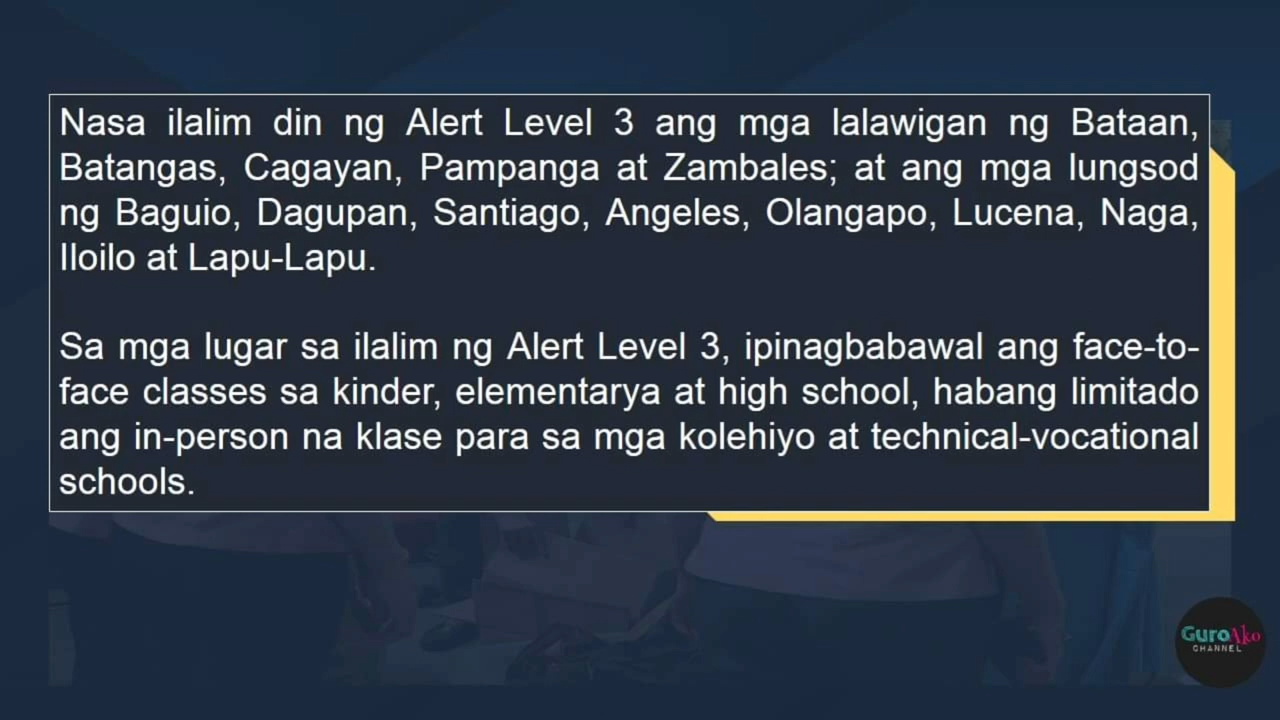 Nasa ilalim din ng Alert Level 3 ang mga lalawigan ng Bataan,
Batangas, Cagayan, Pampanga at Zambales; at ang mga lungsod
ng Baguio, Dagupan, Santiago, Angeles, Olangapo, Lucena, Naga,
Iloilo at Lapu-Lapu.
Sa mga lugar sa ilalim ng Alert Level 3, ipinagbabawal ang face-to-
face classes sa kinder, elementarya at high school, habang limitado
ang in-person na klase para sa mga kolehiyo at technical-vocational
schools.
GuroAko
CHANNEL